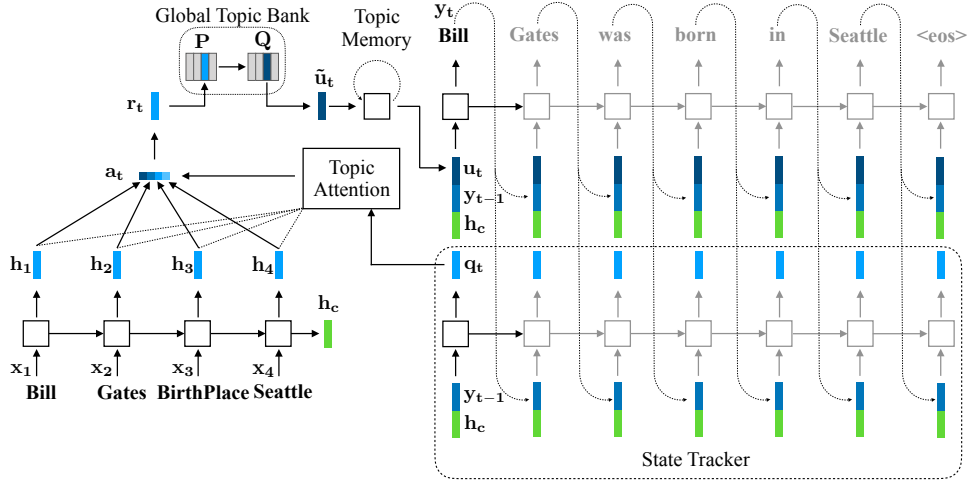 Global Topic Bank
P Q
r_t
ũ_t
Topic
Memory
y_t
Bill Gates was born in Seattle <eos>
a_t
Topic
Attention
u_t
y_{t−1}
h_c
h_1 h_2 h_3 h_4
q_t
h_c
x_1 x_2 x_3 x_4
Bill Gates BirthPlace Seattle
y_{t−1}
h_c
State Tracker